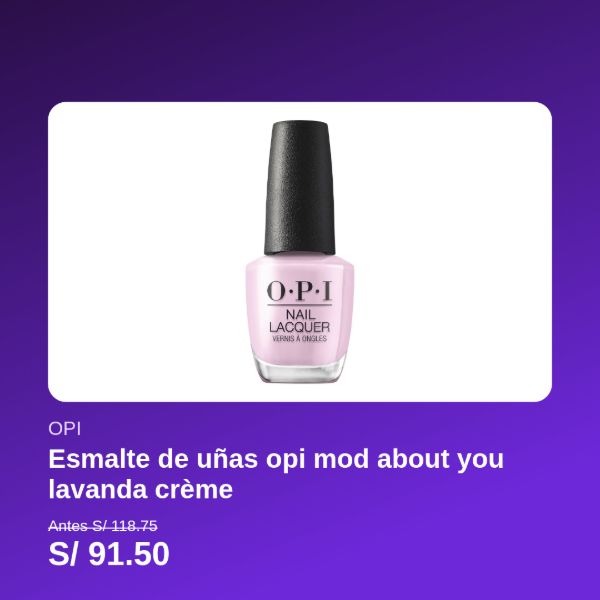 O·P·I
NAIL
LACQUER
VERNIS À ONGLES
OPI
Esmalte de uñas opi mod about you
lavanda crème
Antes S/ 118.75
S/ 91.50